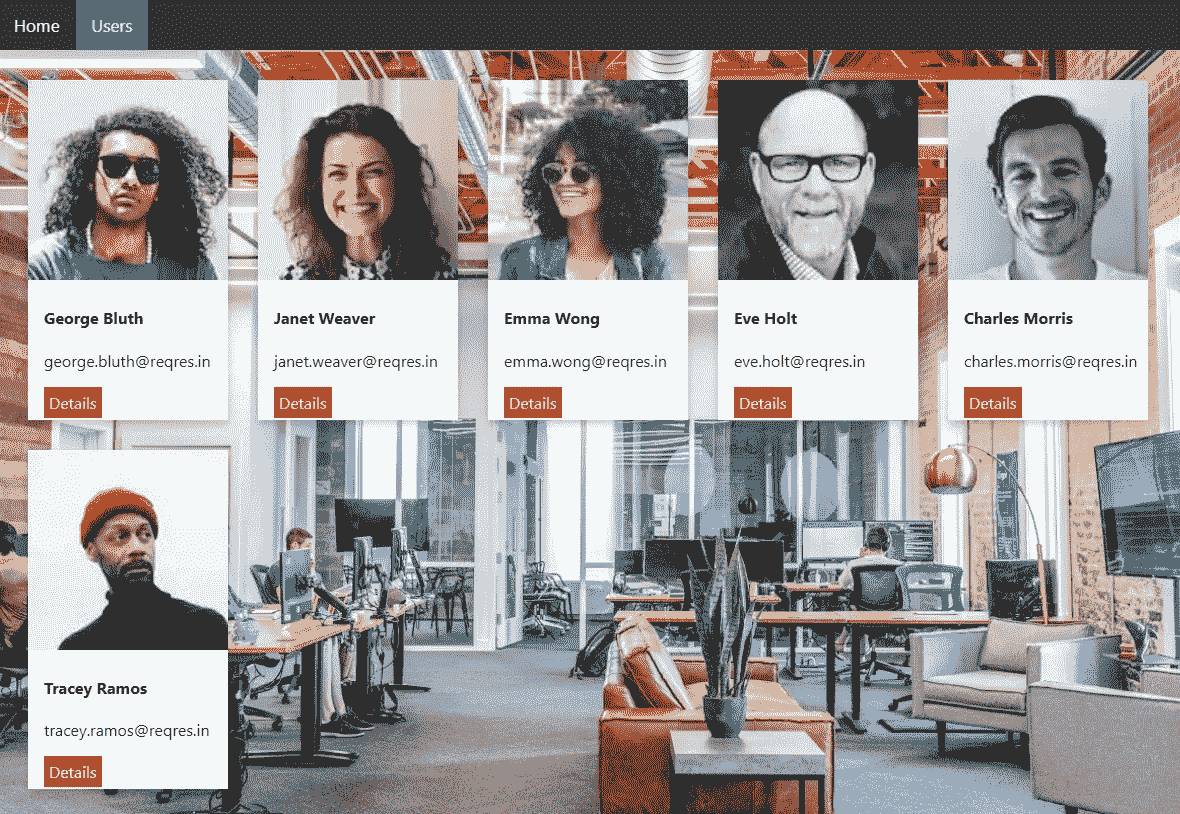 Home Users
George Bluth
george.bluth@reqres.in
Details
Janet Weaver
janet.weaver@reqres.in
Details
Emma Wong
emma.wong@reqres.in
Details
Eve Holt
eve.holt@reqres.in
Details
Charles Morris
charles.morris@reqres.in
Details
Tracey Ramos
tracey.ramos@reqres.in
Details